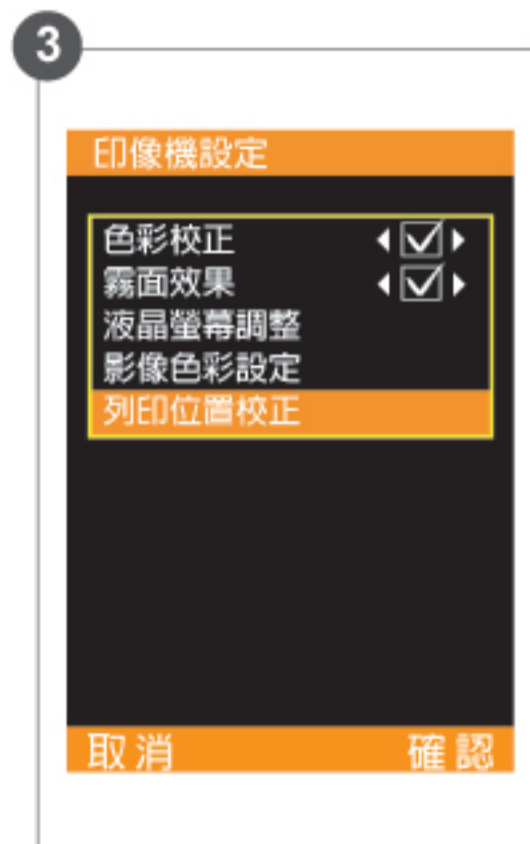 3
印像機設定
色彩校正
霧面效果
液晶螢幕調整
影像色彩設定
列印位置校正
取消 確認